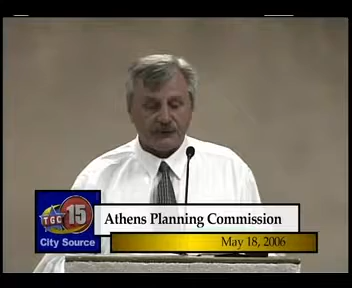 TGC 15
City Source
Athens Planning Commission
May 18, 2006